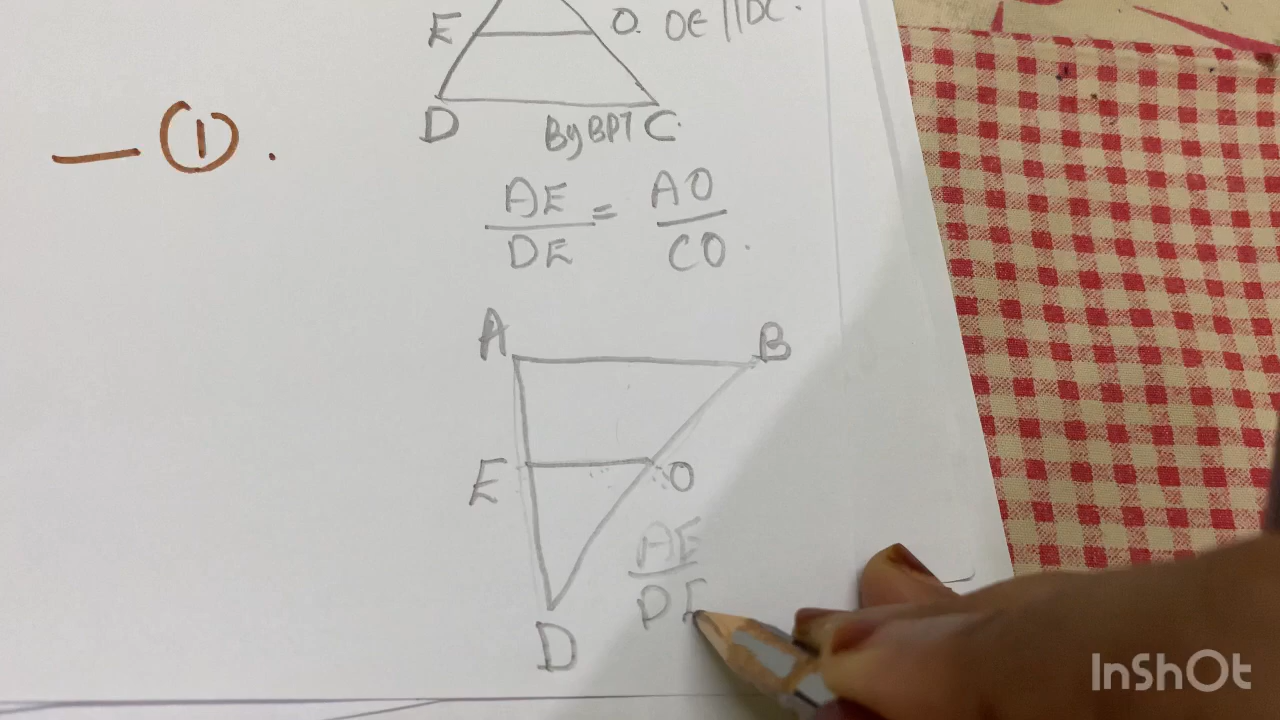 E O. OE || DC.
— ① .
D By BPT C.
AE/DE = AO/CO.
A B
E O
AE/DE
D
InShOt